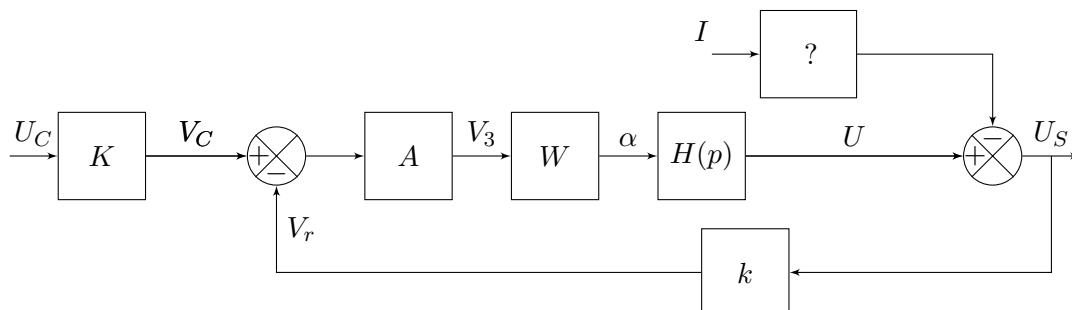 I
?
U_C
K
V_C
+
−
A
V_3
W
α
H(p)
U
+
−
U_S
V_r
k